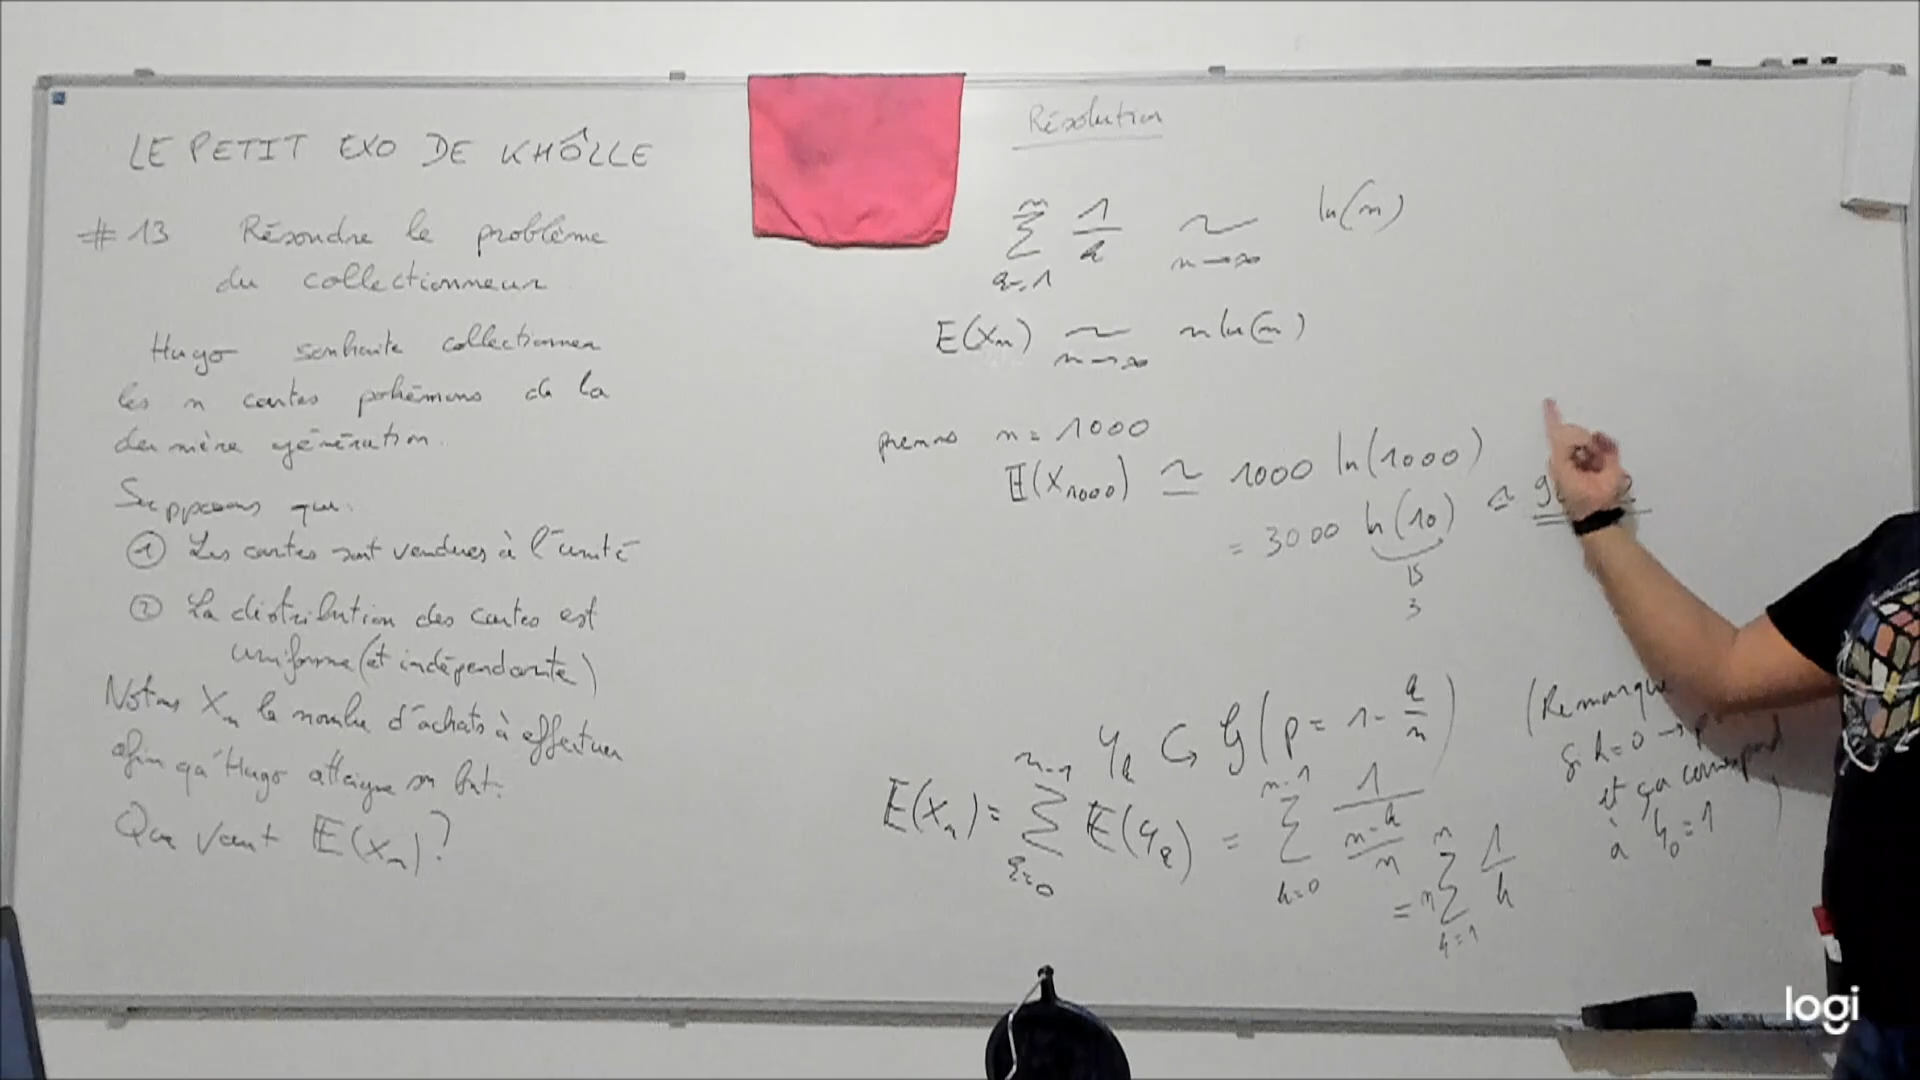 LE PETIT EXO DE KHÔLLE
# 13 Résoudre le problème
du collectionneur
Hugo souhaite collectionner
les n cartes pokémons de la
dernière génération.
Supposons que:
① Les cartes sont vendues à l'unité
② La distribution des cartes est
uniforme (et indépendante)
Notons Xn le nombre d'achats à effectuer
afin qu'Hugo atteigne son but.
Que vaut E(Xn)?
Résolution
n
∑ 1/k ~ ln(n)
k=1 n→∞
E(Xn) ~ n ln(n)
n→∞
prenons n = 1000
E(X1000) ≃ 1000 ln(1000)
= 3000 ln(10) ≃
3
Yk ↪ G(p = 1 - k/n)
E(Xn) = ∑ k=0 n-1 E(Yk) = ∑ k=0 n-1 1/((n-k)/n)
= n ∑ k=1 n 1/k
(Remarque
Si k=0 → p
et ça correspond
à Y0 = 1 )
logi